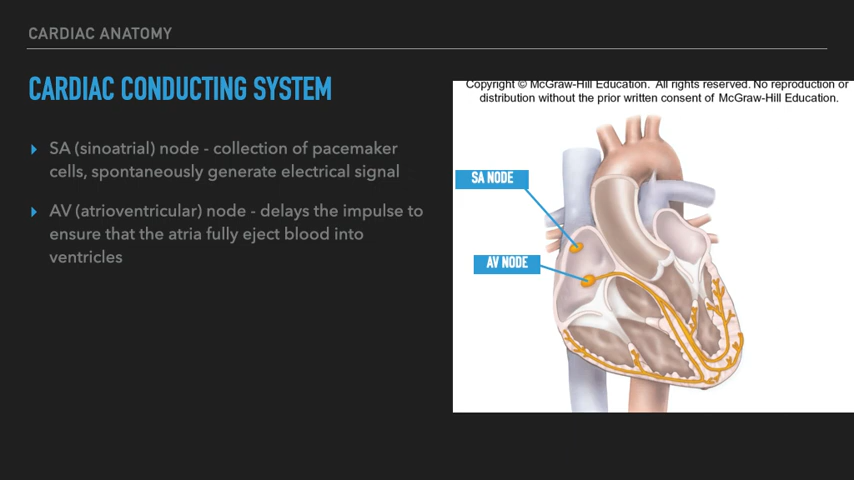 CARDIAC ANATOMY
CARDIAC CONDUCTING SYSTEM
SA (sinoatrial) node - collection of pacemaker
cells, spontaneously generate electrical signal
AV (atrioventricular) node - delays the impulse to
ensure that the atria fully eject blood into
ventricles
Copyright © McGraw-Hill Education. All rights reserved. No reproduction or
distribution without the prior written consent of McGraw-Hill Education.
SA NODE
AV NODE